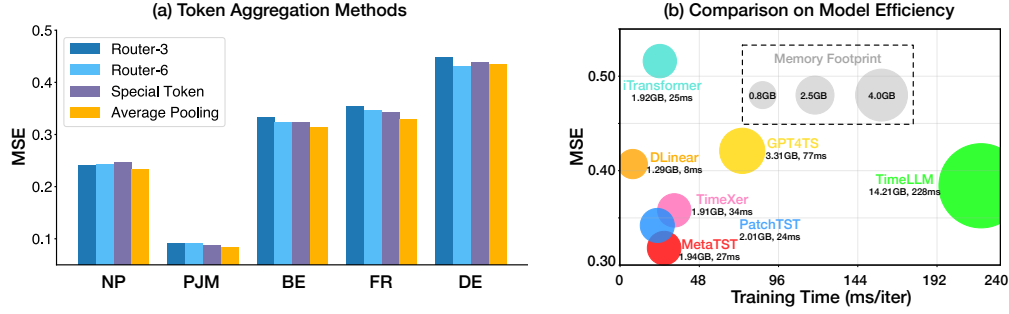 (a) Token Aggregation Methods
MSE
0.4
0.3
0.2
0.1
Router-3
Router-6
Special Token
Average Pooling
NP
PJM
BE
FR
DE
(b) Comparison on Model Efficiency
MSE
0.50
0.40
0.30
Memory Footprint
0.8GB
2.5GB
4.0GB
iTransformer
1.92GB, 25ms
GPT4TS
3.31GB, 77ms
DLinear
1.29GB, 8ms
TimeLLM
14.21GB, 228ms
TimeXer
1.91GB, 34ms
PatchTST
2.01GB, 24ms
MetaTST
1.94GB, 27ms
0
48
96
144
192
240
Training Time (ms/iter)